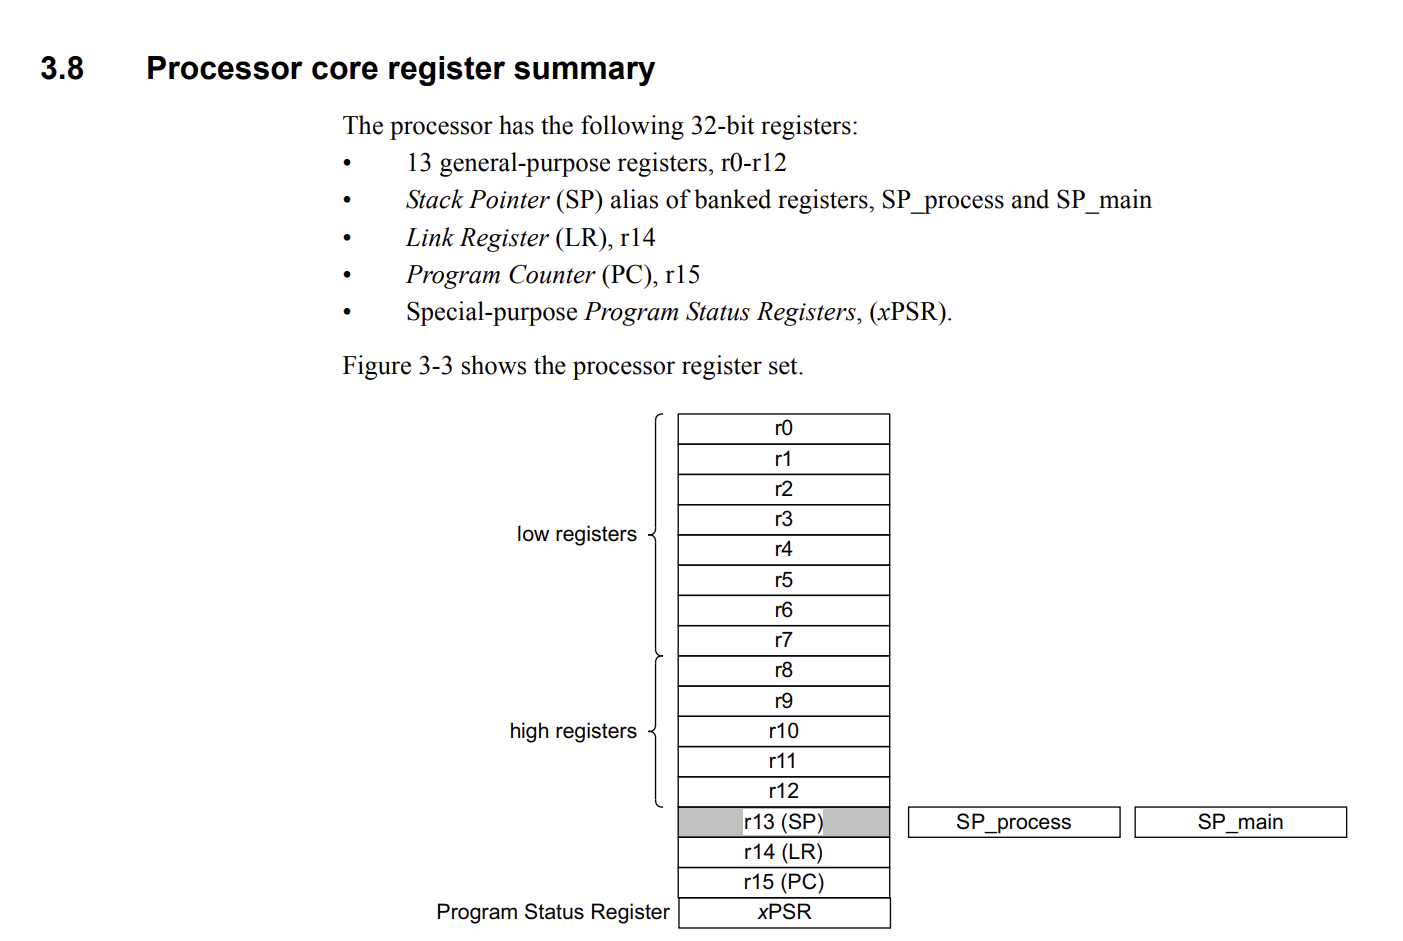 3.8 Processor core register summary
The processor has the following 32-bit registers:
• 13 general-purpose registers, r0-r12
• Stack Pointer (SP) alias of banked registers, SP_process and SP_main
• Link Register (LR), r14
• Program Counter (PC), r15
• Special-purpose Program Status Registers, (xPSR).
Figure 3-3 shows the processor register set.
r0
r1
r2
r3
low registers
r4
r5
r6
r7
r8
r9
high registers r10
r11
r12
r13 (SP) SP_process SP_main
r14 (LR)
r15 (PC)
Program Status Register xPSR